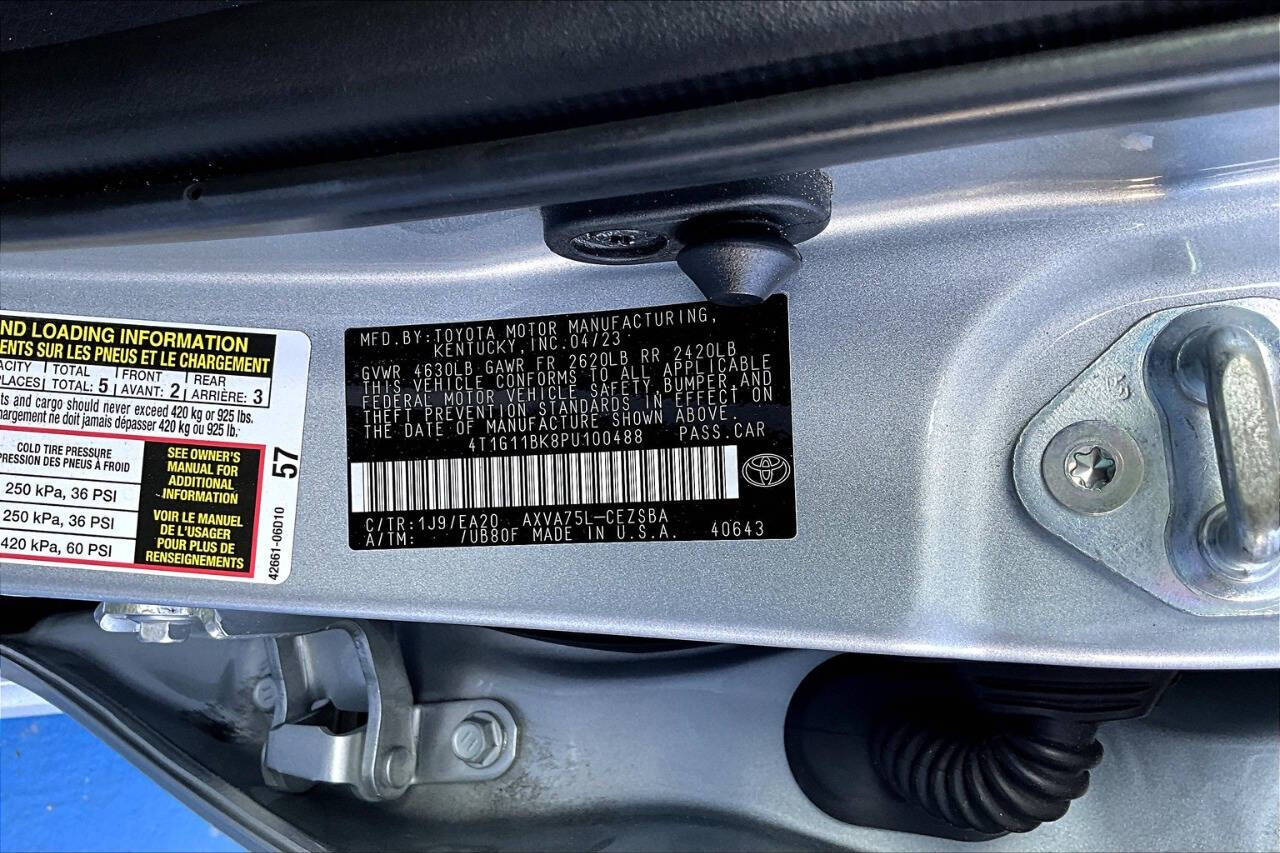 ND LOADING INFORMATION
ENTS SUR LES PNEUS ET LE CHARGEMENT
ACITY TOTAL FRONT REAR
PLACES TOTAL: 5 AVANT: 2 ARRIÈRE: 3
ts and cargo should never exceed 420 kg or 925 lbs.
chargement ne doit jamais dépasser 420 kg ou 925 lb.
COLD TIRE PRESSURE
PRESSION DES PNEUS À FROID
250 kPa, 36 PSI
250 kPa, 36 PSI
420 kPa, 60 PSI
SEE OWNER'S
MANUAL FOR
ADDITIONAL
INFORMATION
VOIR LE MANUEL
DE L'USAGER
POUR PLUS DE
RENSEIGNEMENTS
57
42661-06D10
MFD.BY:TOYOTA MOTOR MANUFACTURING,
KENTUCKY, INC.04/23
GVWR 4630LB GAWR FR 2620LB RR 2420LB
THIS VEHICLE CONFORMS TO ALL APPLICABLE
FEDERAL MOTOR VEHICLE SAFETY,BUMPER,AND
THEFT PREVENTION STANDARDS IN EFFECT ON
THE DATE OF MANUFACTURE SHOWN ABOVE.
4T1G11BK8PU100488 PASS.CAR
C/TR:1J9/EA20 AXVA75L-CEZSBA
A/TM: /UB80F MADE IN U.S.A. 40643